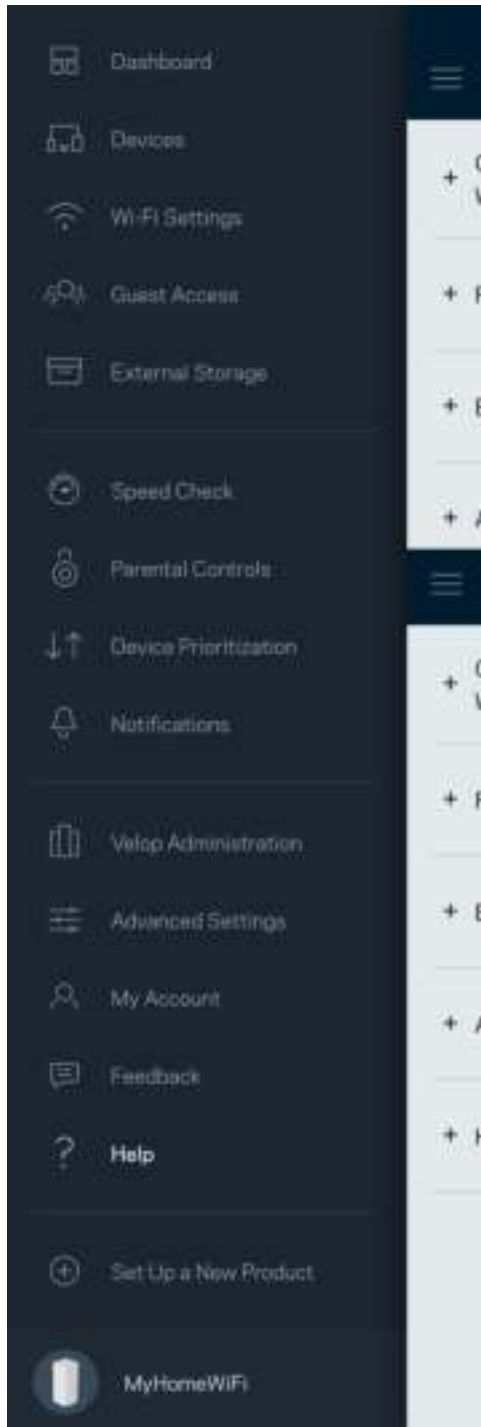 Dashboard
Devices
Wi-Fi Settings
Guest Access
External Storage
Speed Check
Parental Controls
Device Prioritization
Notifications
Velop Administration
Advanced Settings
My Account
Feedback
Help
Set Up a New Product
MyHomeWiFi